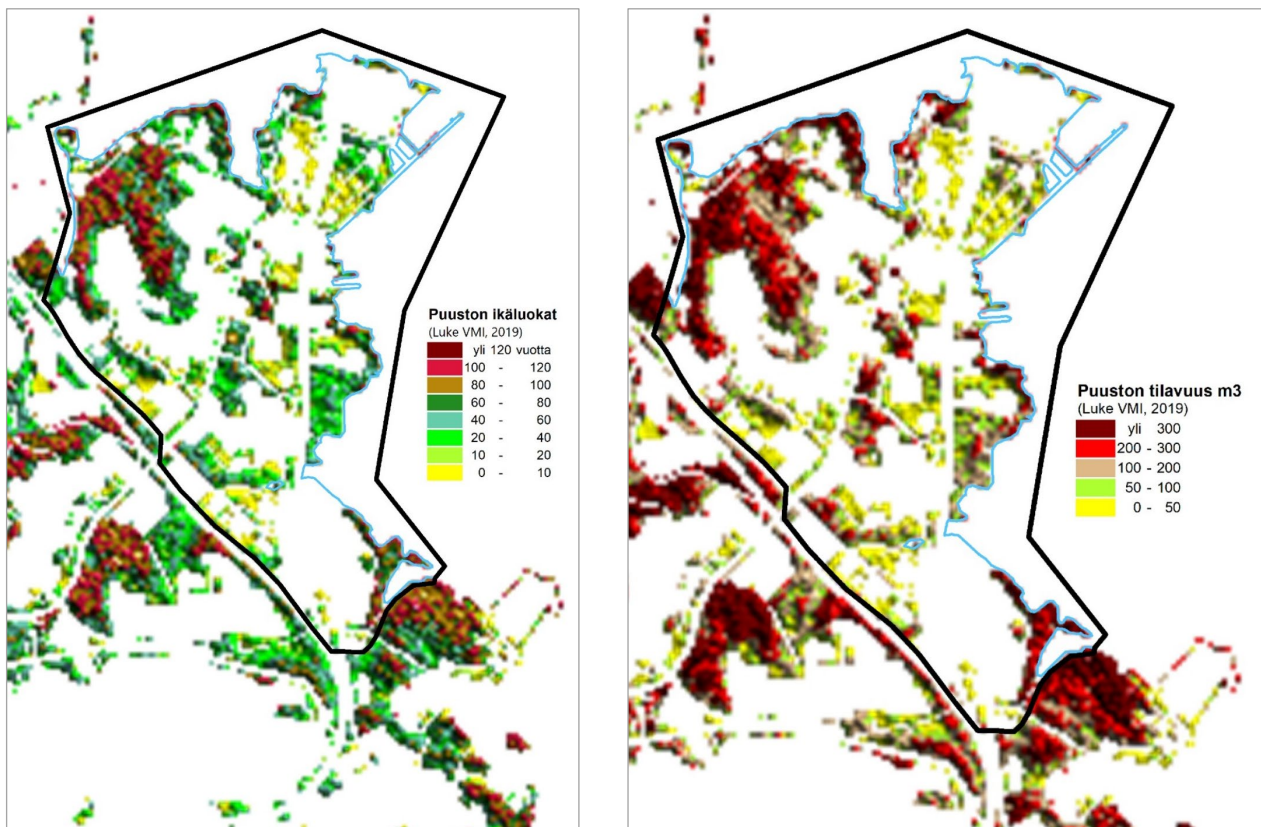 Puuston ikäluokat
(Luke VMI, 2019)
yli 120 vuotta
100 - 120
80 - 100
60 - 80
40 - 60
20 - 40
10 - 20
0 - 10
Puuston tilavuus m3
(Luke VMI, 2019)
yli 300
200 - 300
100 - 200
50 - 100
0 - 50